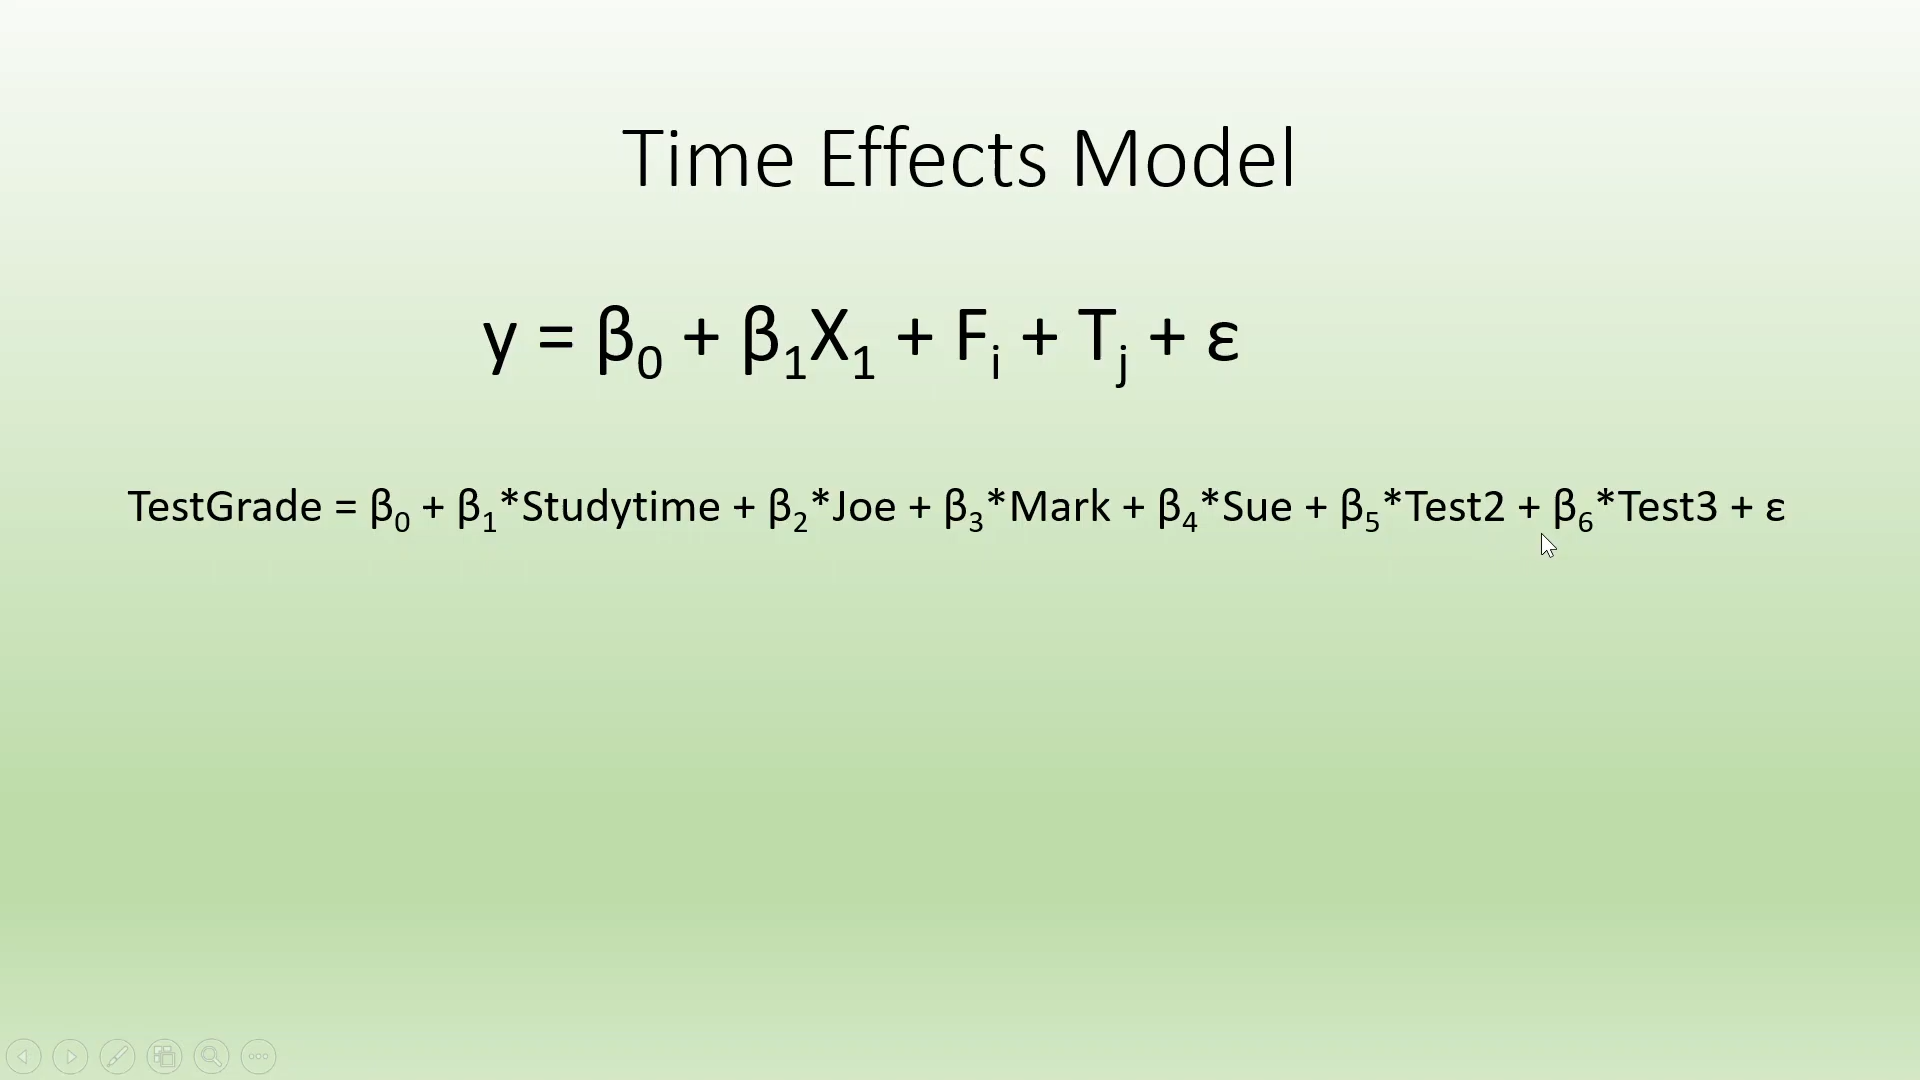 Time Effects Model
y = β₀ + β₁X₁ + Fᵢ + Tⱼ + ε
TestGrade = β₀ + β₁*Studytime + β₂*Joe + β₃*Mark + β₄*Sue + β₅*Test2 + β₆*Test3 + ε